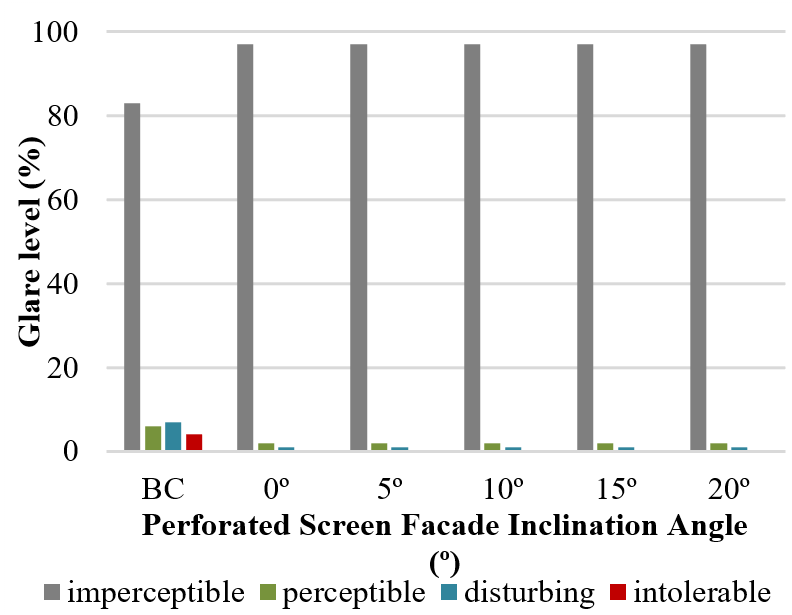 100
80
60
40
20
0
Glare level (%)
BC 0º 5º 10º 15º 20º
Perforated Screen Facade Inclination Angle
(º)
imperceptible perceptible disturbing intolerable